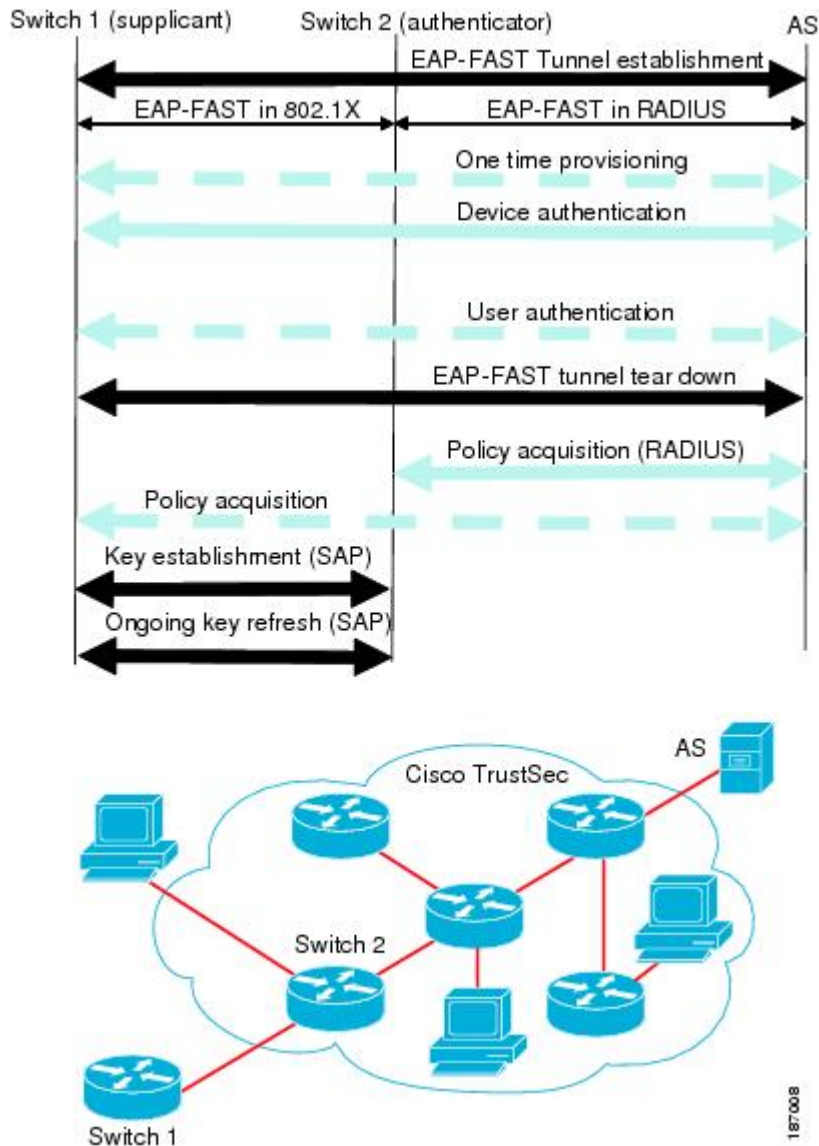 Switch 1 (supplicant)
Switch 2 (authenticator)
AS
EAP-FAST Tunnel establishment
EAP-FAST in 802.1X
EAP-FAST in RADIUS
One time provisioning
Device authentication
User authentication
EAP-FAST tunnel tear down
Policy acquisition (RADIUS)
Policy acquisition
Key establishment (SAP)
Ongoing key refresh (SAP)
AS
Cisco TrustSec
Switch 2
Switch 1
187008